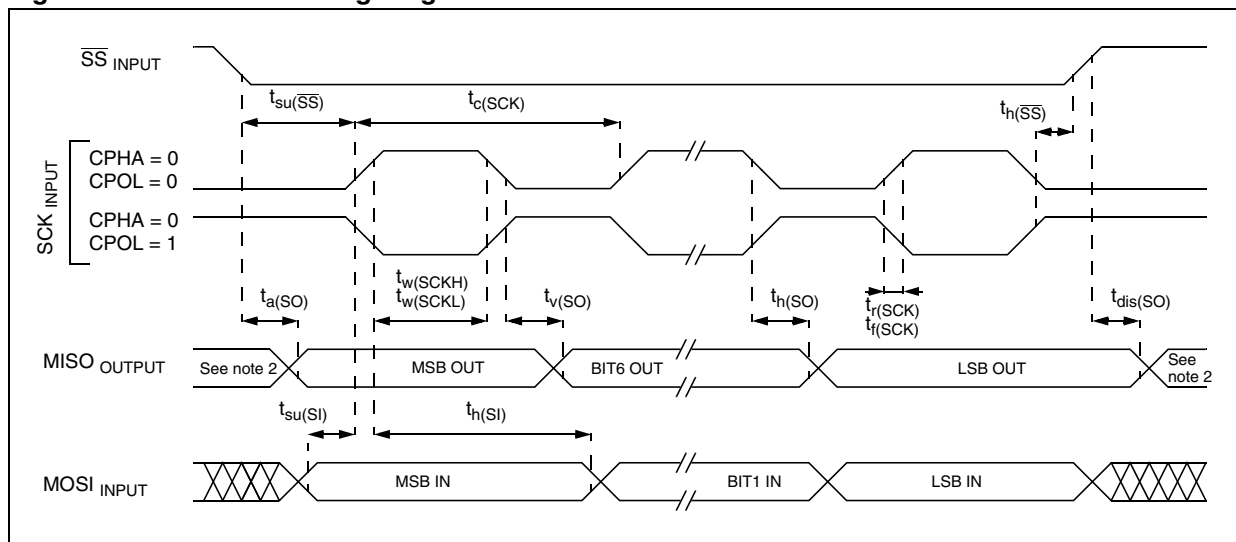 SS INPUT
tsu(SS)
tc(SCK)
th(SS)
SCK INPUT
CPHA = 0
CPOL = 0
CPHA = 0
CPOL = 1
ta(SO)
tw(SCKH)
tw(SCKL)
tv(SO)
th(SO)
tr(SCK)
tf(SCK)
tdis(SO)
MISO OUTPUT
See note 2
MSB OUT
BIT6 OUT
LSB OUT
See
note 2
tsu(SI)
th(SI)
MOSI INPUT
MSB IN
BIT1 IN
LSB IN